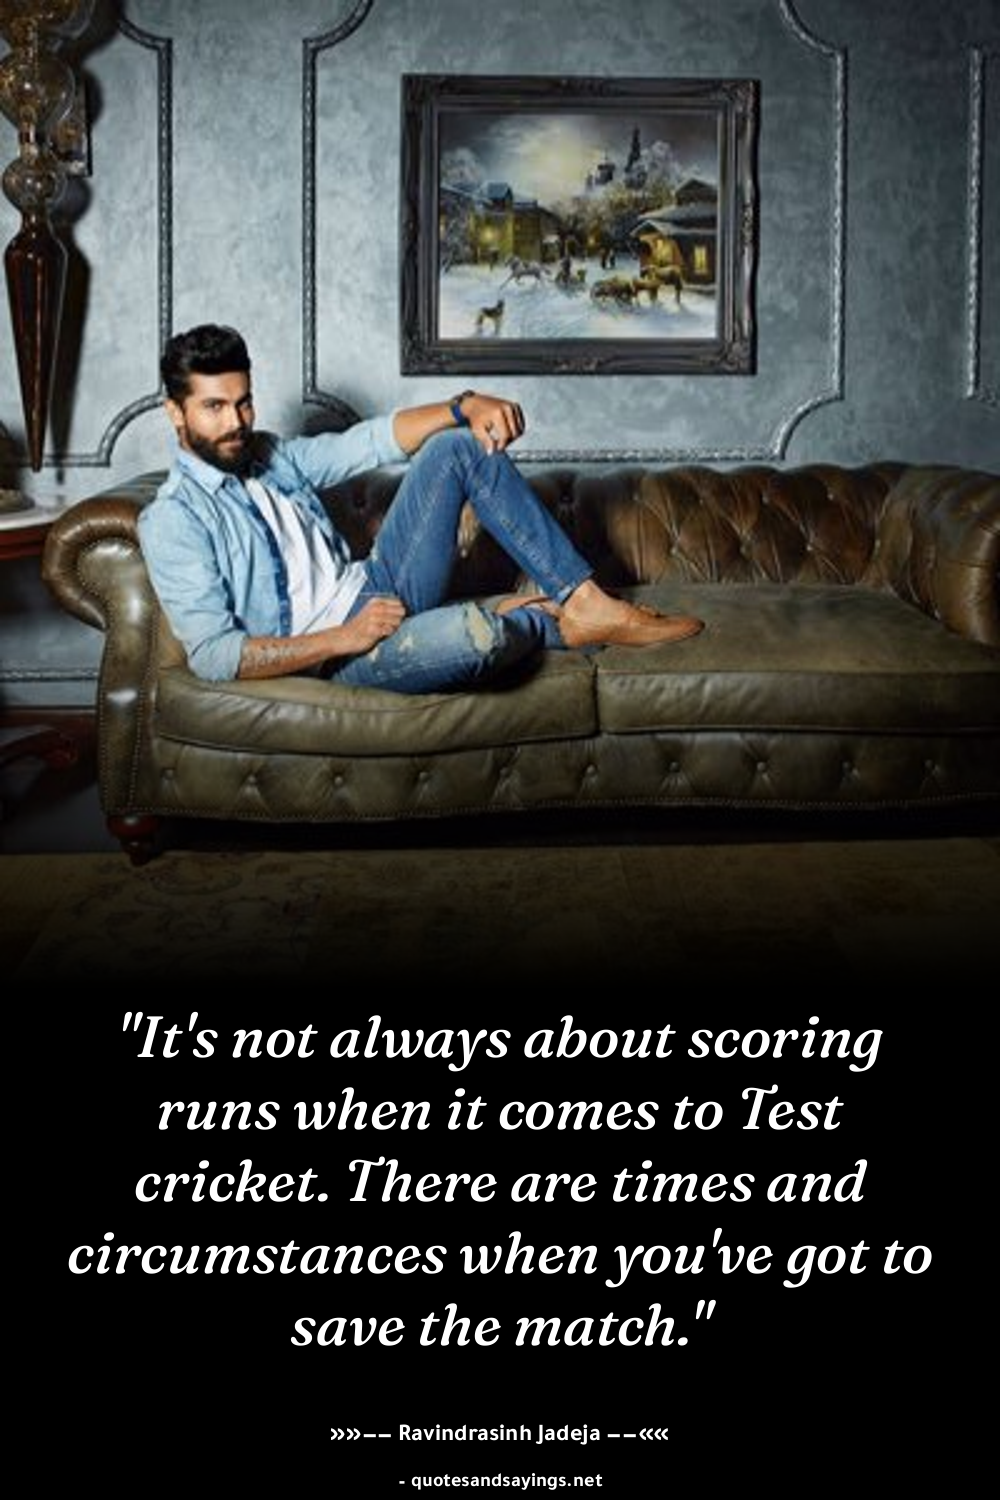 "It's not always about scoring
runs when it comes to Test
cricket. There are times and
circumstances when you've got to
save the match."
»»−− Ravindrasinh Jadeja −−««
- quotesandsayings.net